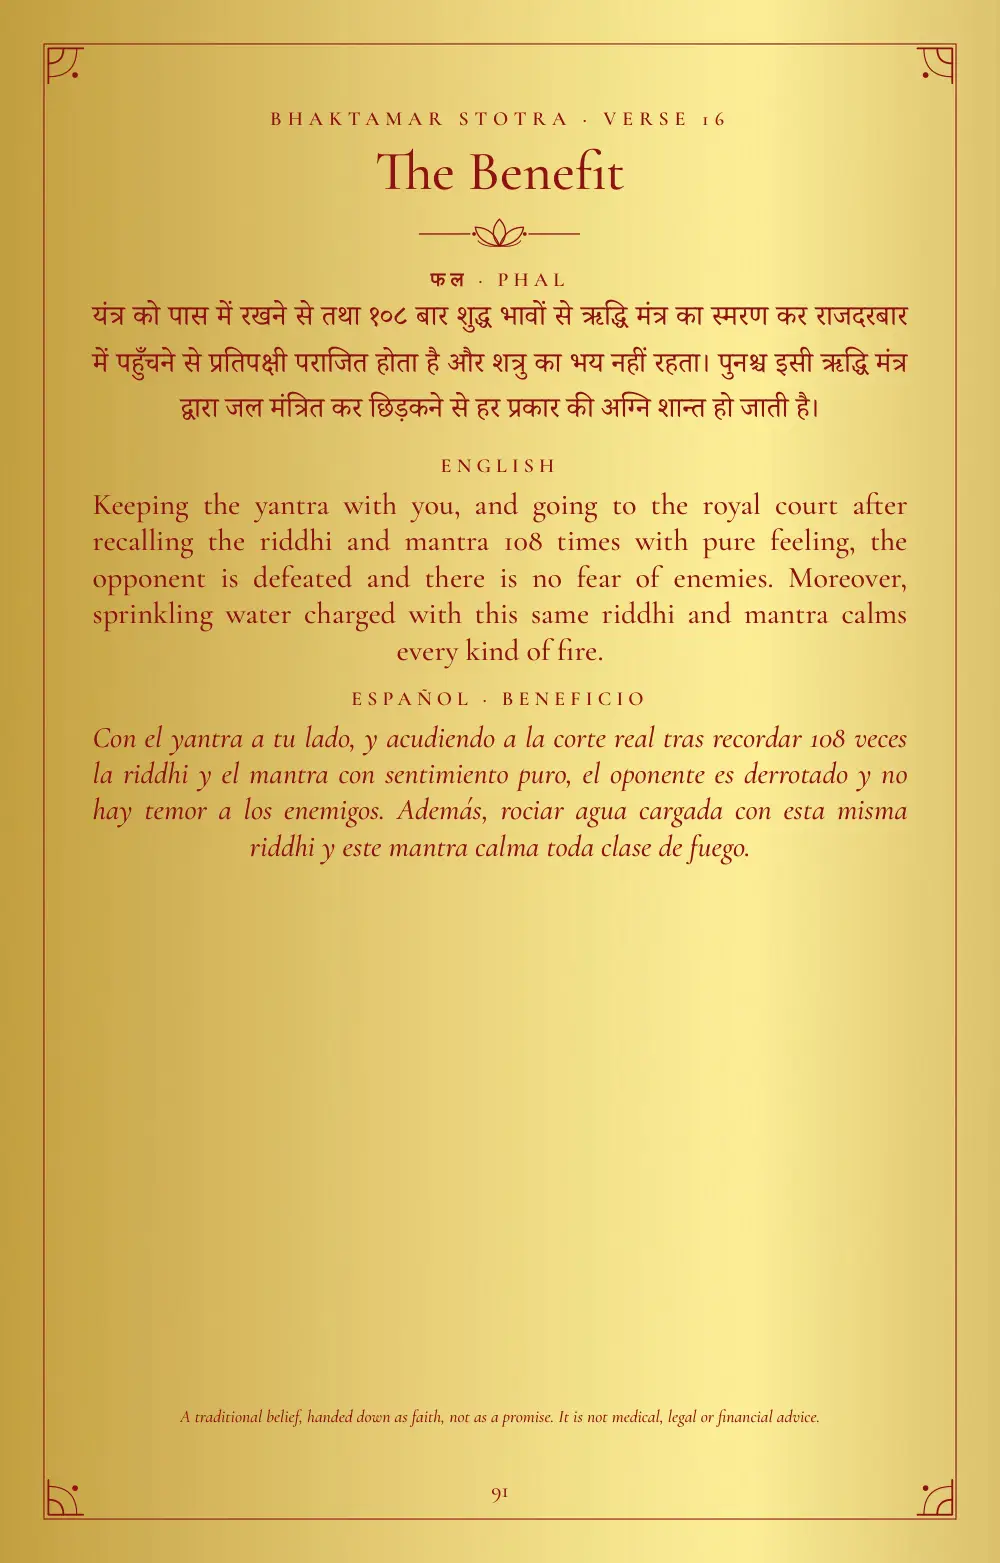 BHAKTAMAR STOTRA · VERSE 16
The Benefit
फल · PHAL
यंत्र को पास में रखने से तथा १०८ बार शुद्ध भावों से ऋद्धि मंत्र का स्मरण कर राजदरबार
में पहुँचने से प्रतिपक्षी पराजित होता है और शत्रु का भय नहीं रहता। पुनश्च इसी ऋद्धि मंत्र
द्वारा जल मंत्रित कर छिड़कने से हर प्रकार की अग्नि शान्त हो जाती है।
ENGLISH
Keeping the yantra with you, and going to the royal court after
recalling the riddhi and mantra 108 times with pure feeling, the
opponent is defeated and there is no fear of enemies. Moreover,
sprinkling water charged with this same riddhi and mantra calms
every kind of fire.
ESPAÑOL · BENEFICIO
Con el yantra a tu lado, y acudiendo a la corte real tras recordar 108 veces
la riddhi y el mantra con sentimiento puro, el oponente es derrotado y no
hay temor a los enemigos. Además, rociar agua cargada con esta misma
riddhi y este mantra calma toda clase de fuego.
A traditional belief, handed down as faith, not as a promise. It is not medical, legal or financial advice.
91